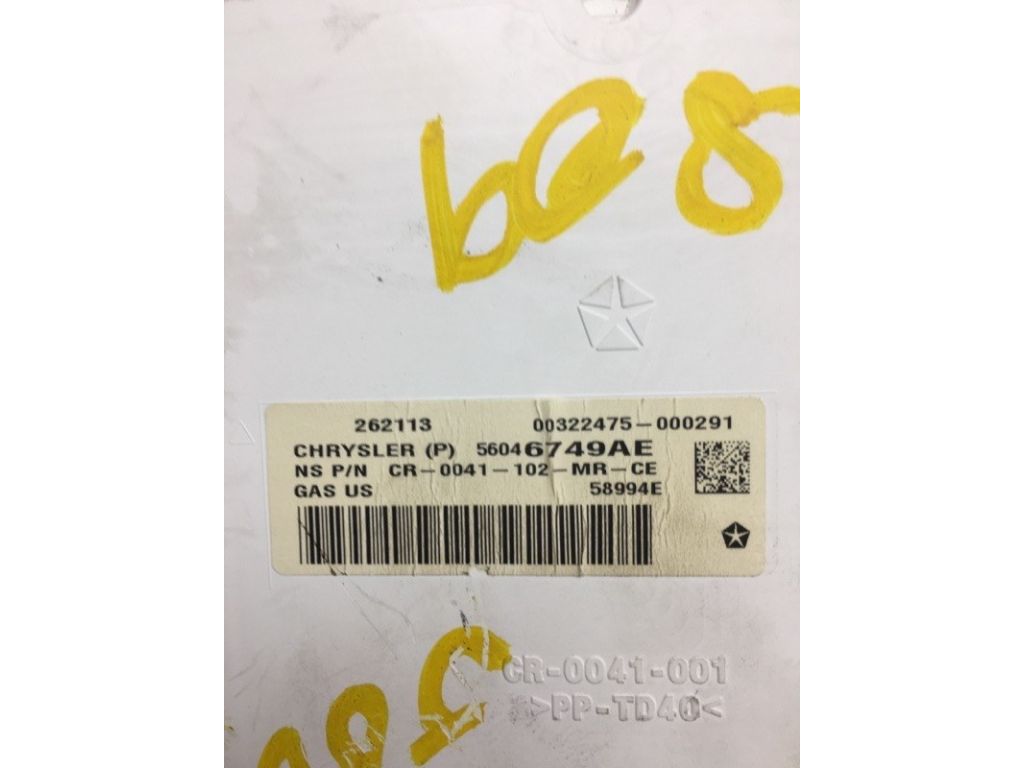 262113 00322475-000291
CHRYSLER (P) 56046749AE
NS P/N CR-0041-102-MR-CE
GAS US 58994E
CR-0041-001
>PP-TD40<